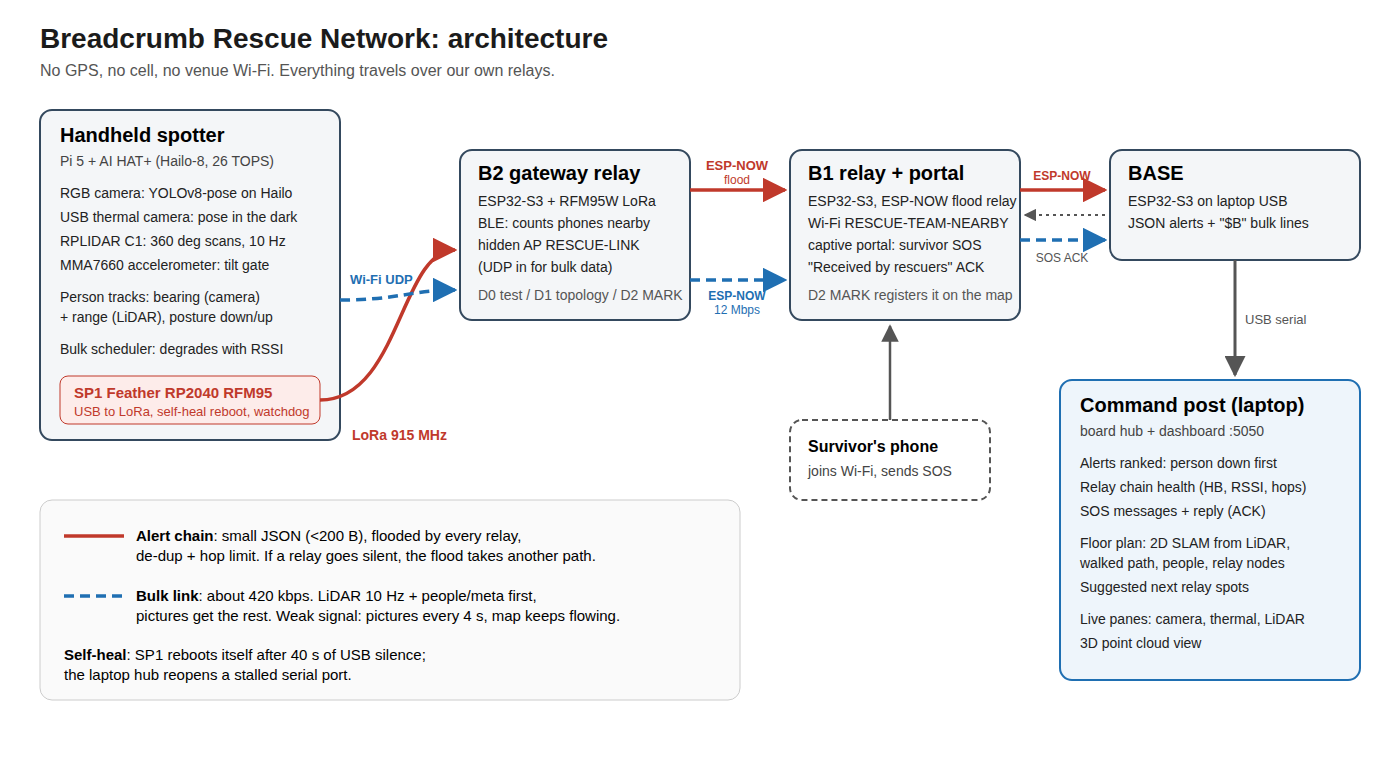 Breadcrumb Rescue Network: architecture
No GPS, no cell, no venue Wi-Fi. Everything travels over our own relays.
Handheld spotter
Pi 5 + AI HAT+ (Hailo-8, 26 TOPS)
RGB camera: YOLOv8-pose on Hailo
USB thermal camera: pose in the dark
RPLIDAR C1: 360 deg scans, 10 Hz
MMA7660 accelerometer: tilt gate
Person tracks: bearing (camera)
+ range (LiDAR), posture down/up
Bulk scheduler: degrades with RSSI
SP1 Feather RP2040 RFM95
USB to LoRa, self-heal reboot, watchdog
Wi-Fi UDP
LoRa 915 MHz
B2 gateway relay
ESP32-S3 + RFM95W LoRa
BLE: counts phones nearby
hidden AP RESCUE-LINK
(UDP in for bulk data)
D0 test / D1 topology / D2 MARK
ESP-NOW
flood
ESP-NOW
12 Mbps
B1 relay + portal
ESP32-S3, ESP-NOW flood relay
Wi-Fi RESCUE-TEAM-NEARBY
captive portal: survivor SOS
"Received by rescuers" ACK
D2 MARK registers it on the map
ESP-NOW
SOS ACK
BASE
ESP32-S3 on laptop USB
JSON alerts + "$B" bulk lines
USB serial
Survivor's phone
joins Wi-Fi, sends SOS
Command post (laptop)
board hub + dashboard :5050
Alerts ranked: person down first
Relay chain health (HB, RSSI, hops)
SOS messages + reply (ACK)
Floor plan: 2D SLAM from LiDAR,
walked path, people, relay nodes
Suggested next relay spots
Live panes: camera, thermal, LiDAR
3D point cloud view
Alert chain: small JSON (<200 B), flooded by every relay,
de-dup + hop limit. If a relay goes silent, the flood takes another path.
Bulk link: about 420 kbps. LiDAR 10 Hz + people/meta first,
pictures get the rest. Weak signal: pictures every 4 s, map keeps flowing.
Self-heal: SP1 reboots itself after 40 s of USB silence;
the laptop hub reopens a stalled serial port.